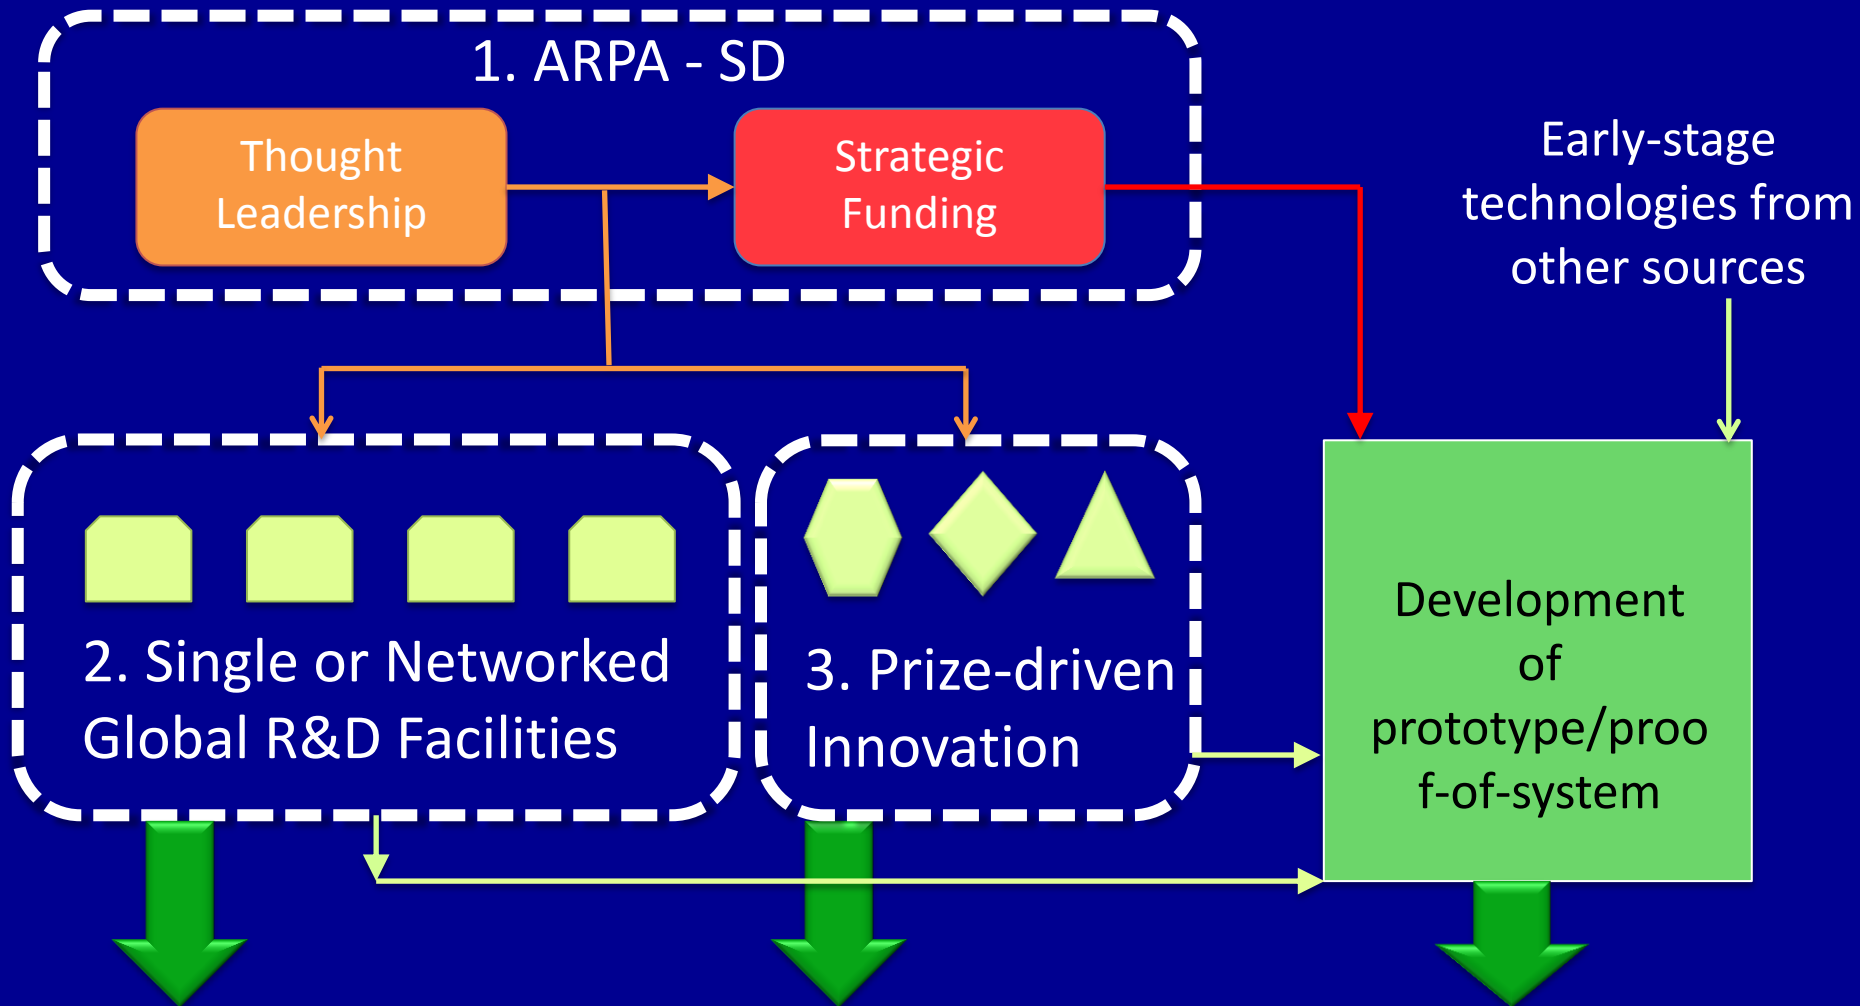 1. ARPA - SD
Thought
Leadership
Strategic
Funding
Early-stage
technologies from
other sources
2. Single or Networked
Global R&D Facilities
3. Prize-driven
Innovation
Development
of
prototype/proo
f-of-system